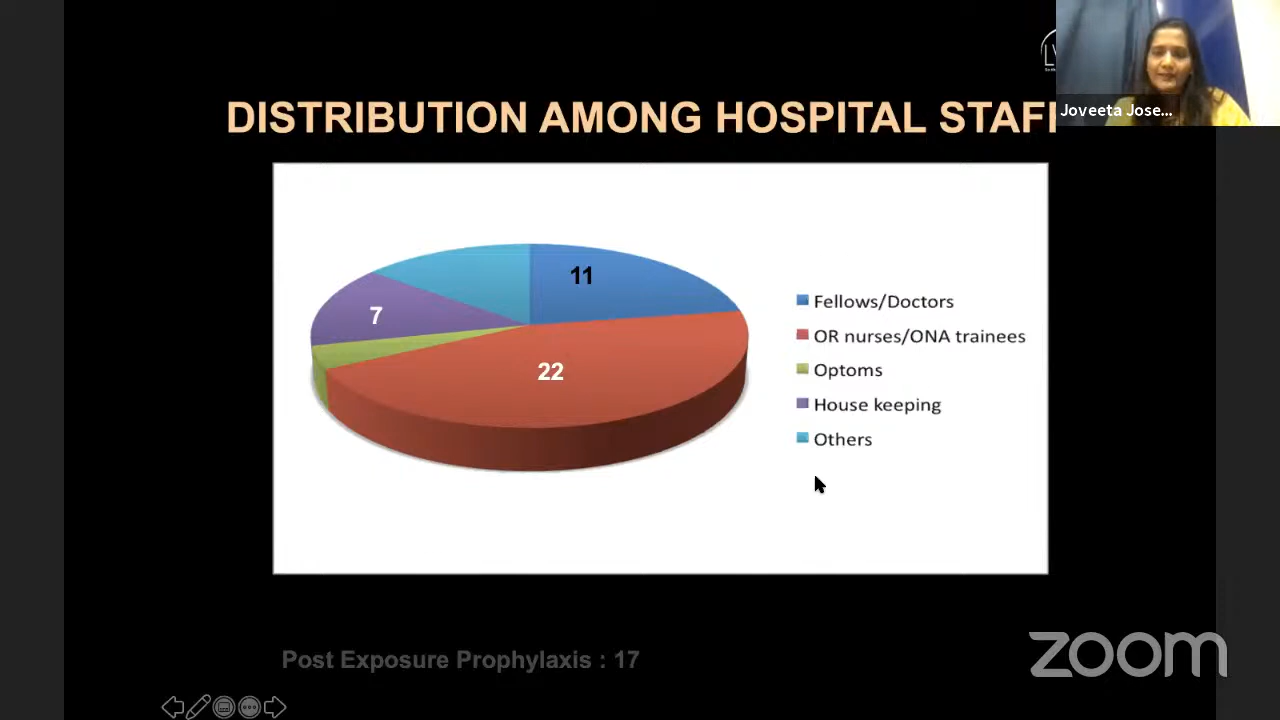 DISTRIBUTION AMONG HOSPITAL STAFF
Joveeta Jose...
11
7
22
Fellows/Doctors
OR nurses/ONA trainees
Optoms
House keeping
Others
Post Exposure Prophylaxis : 17
zoom